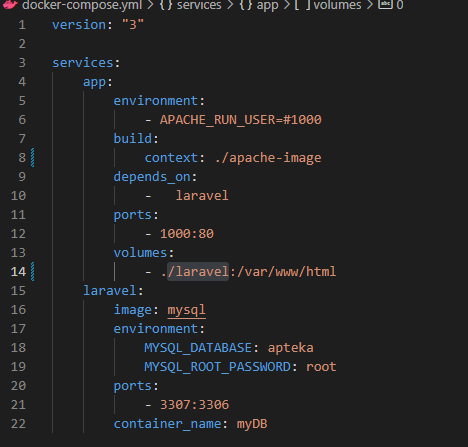 docker-compose.yml > {} services > {} app > [ ] volumes > abc 0
1 version: "3"
2
3 services:
4     app:
5         environment:
6             - APACHE_RUN_USER=#1000
7         build:
8             context: ./apache-image
9         depends_on:
10             -   laravel
11         ports:
12             - 1000:80
13         volumes:
14             - ./laravel:/var/www/html
15     laravel:
16         image: mysql
17         environment:
18             MYSQL_DATABASE: apteka
19             MYSQL_ROOT_PASSWORD: root
20         ports:
21             - 3307:3306
22         container_name: myDB